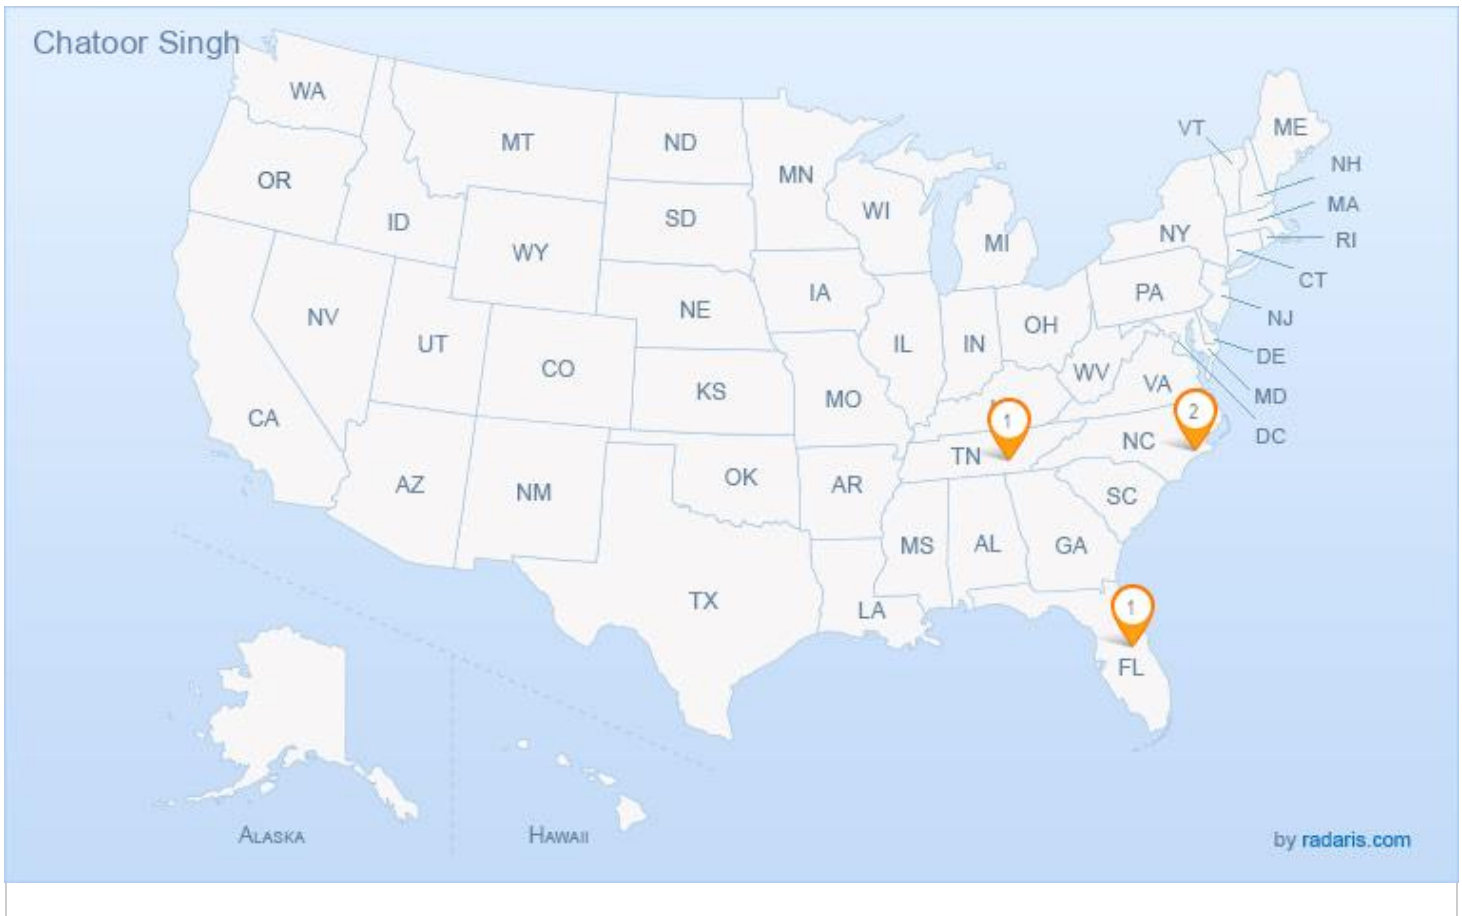 Chatoor Singh
WA
MT
ND
MN
VT
ME
OR
ID
SD
WI
MI
NH
MA
RI
WY
NY
CT
NV
UT
NE
IA
PA
NJ
CO
IL
IN
OH
DE
CA
KS
MO
WV
VA
MD
DC
1
2
AZ
NM
OK
AR
TN
NC
SC
TX
MS
AL
GA
LA
1
FL
ALASKA
HAWAII
by radaris.com